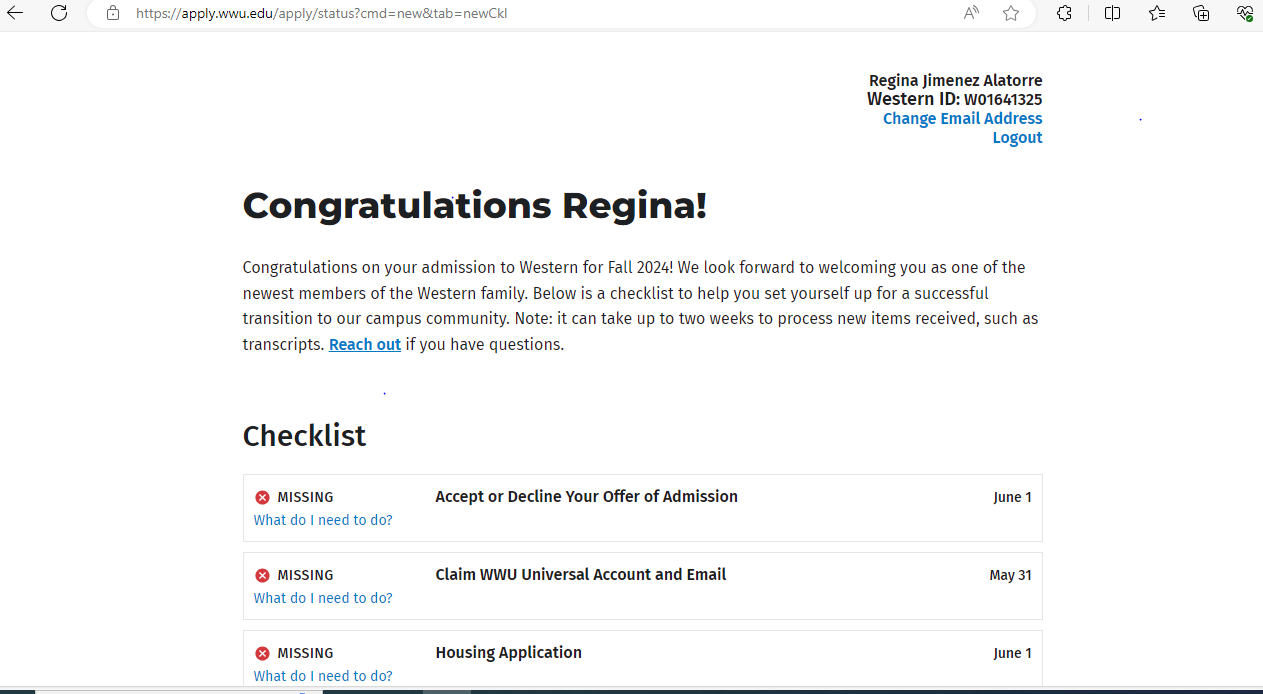 https://apply.wwu.edu/apply/status?cmd=new&tab=newCkl
Regina Jimenez Alatorre
Western ID: W01641325
Change Email Address
Logout
Congratulations Regina!
Congratulations on your admission to Western for Fall 2024! We look forward to welcoming you as one of the
newest members of the Western family. Below is a checklist to help you set yourself up for a successful
transition to our campus community. Note: it can take up to two weeks to process new items received, such as
transcripts. Reach out if you have questions.
Checklist
MISSING Accept or Decline Your Offer of Admission June 1
What do I need to do?
MISSING Claim WWU Universal Account and Email May 31
What do I need to do?
MISSING Housing Application June 1
What do I need to do?